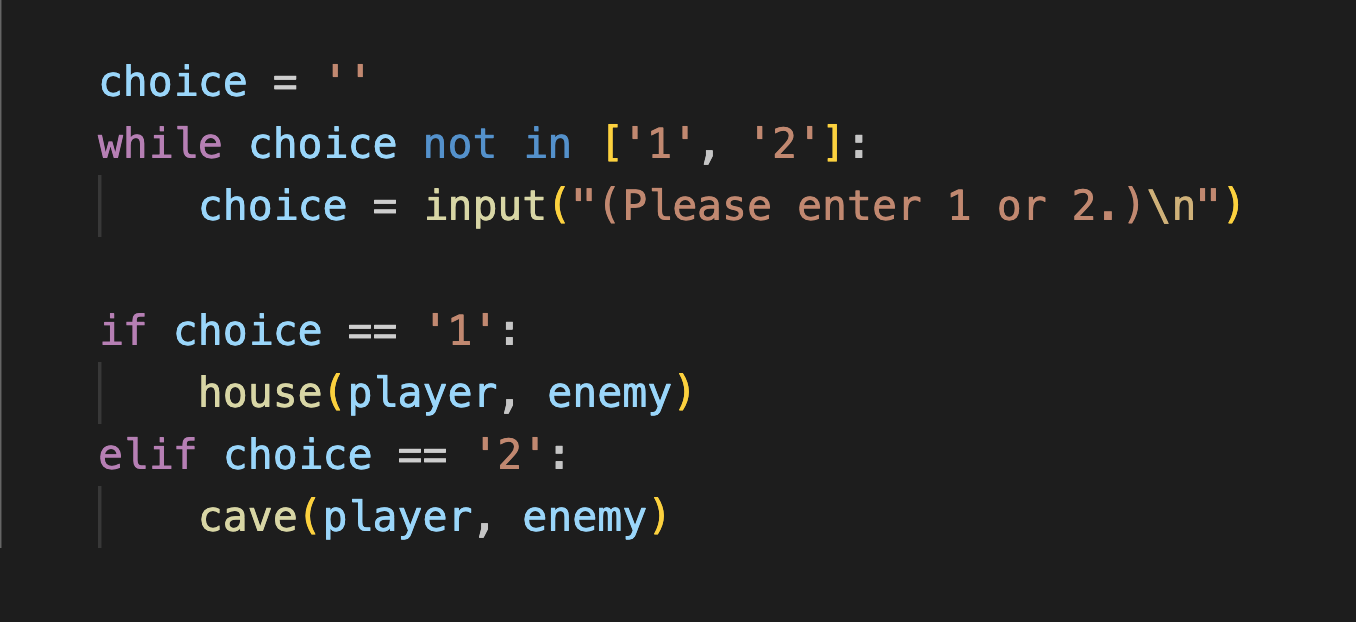 choice = ''
while choice not in ['1', '2']:
    choice = input("(Please enter 1 or 2.)\n")

if choice == '1':
    house(player, enemy)
elif choice == '2':
    cave(player, enemy)